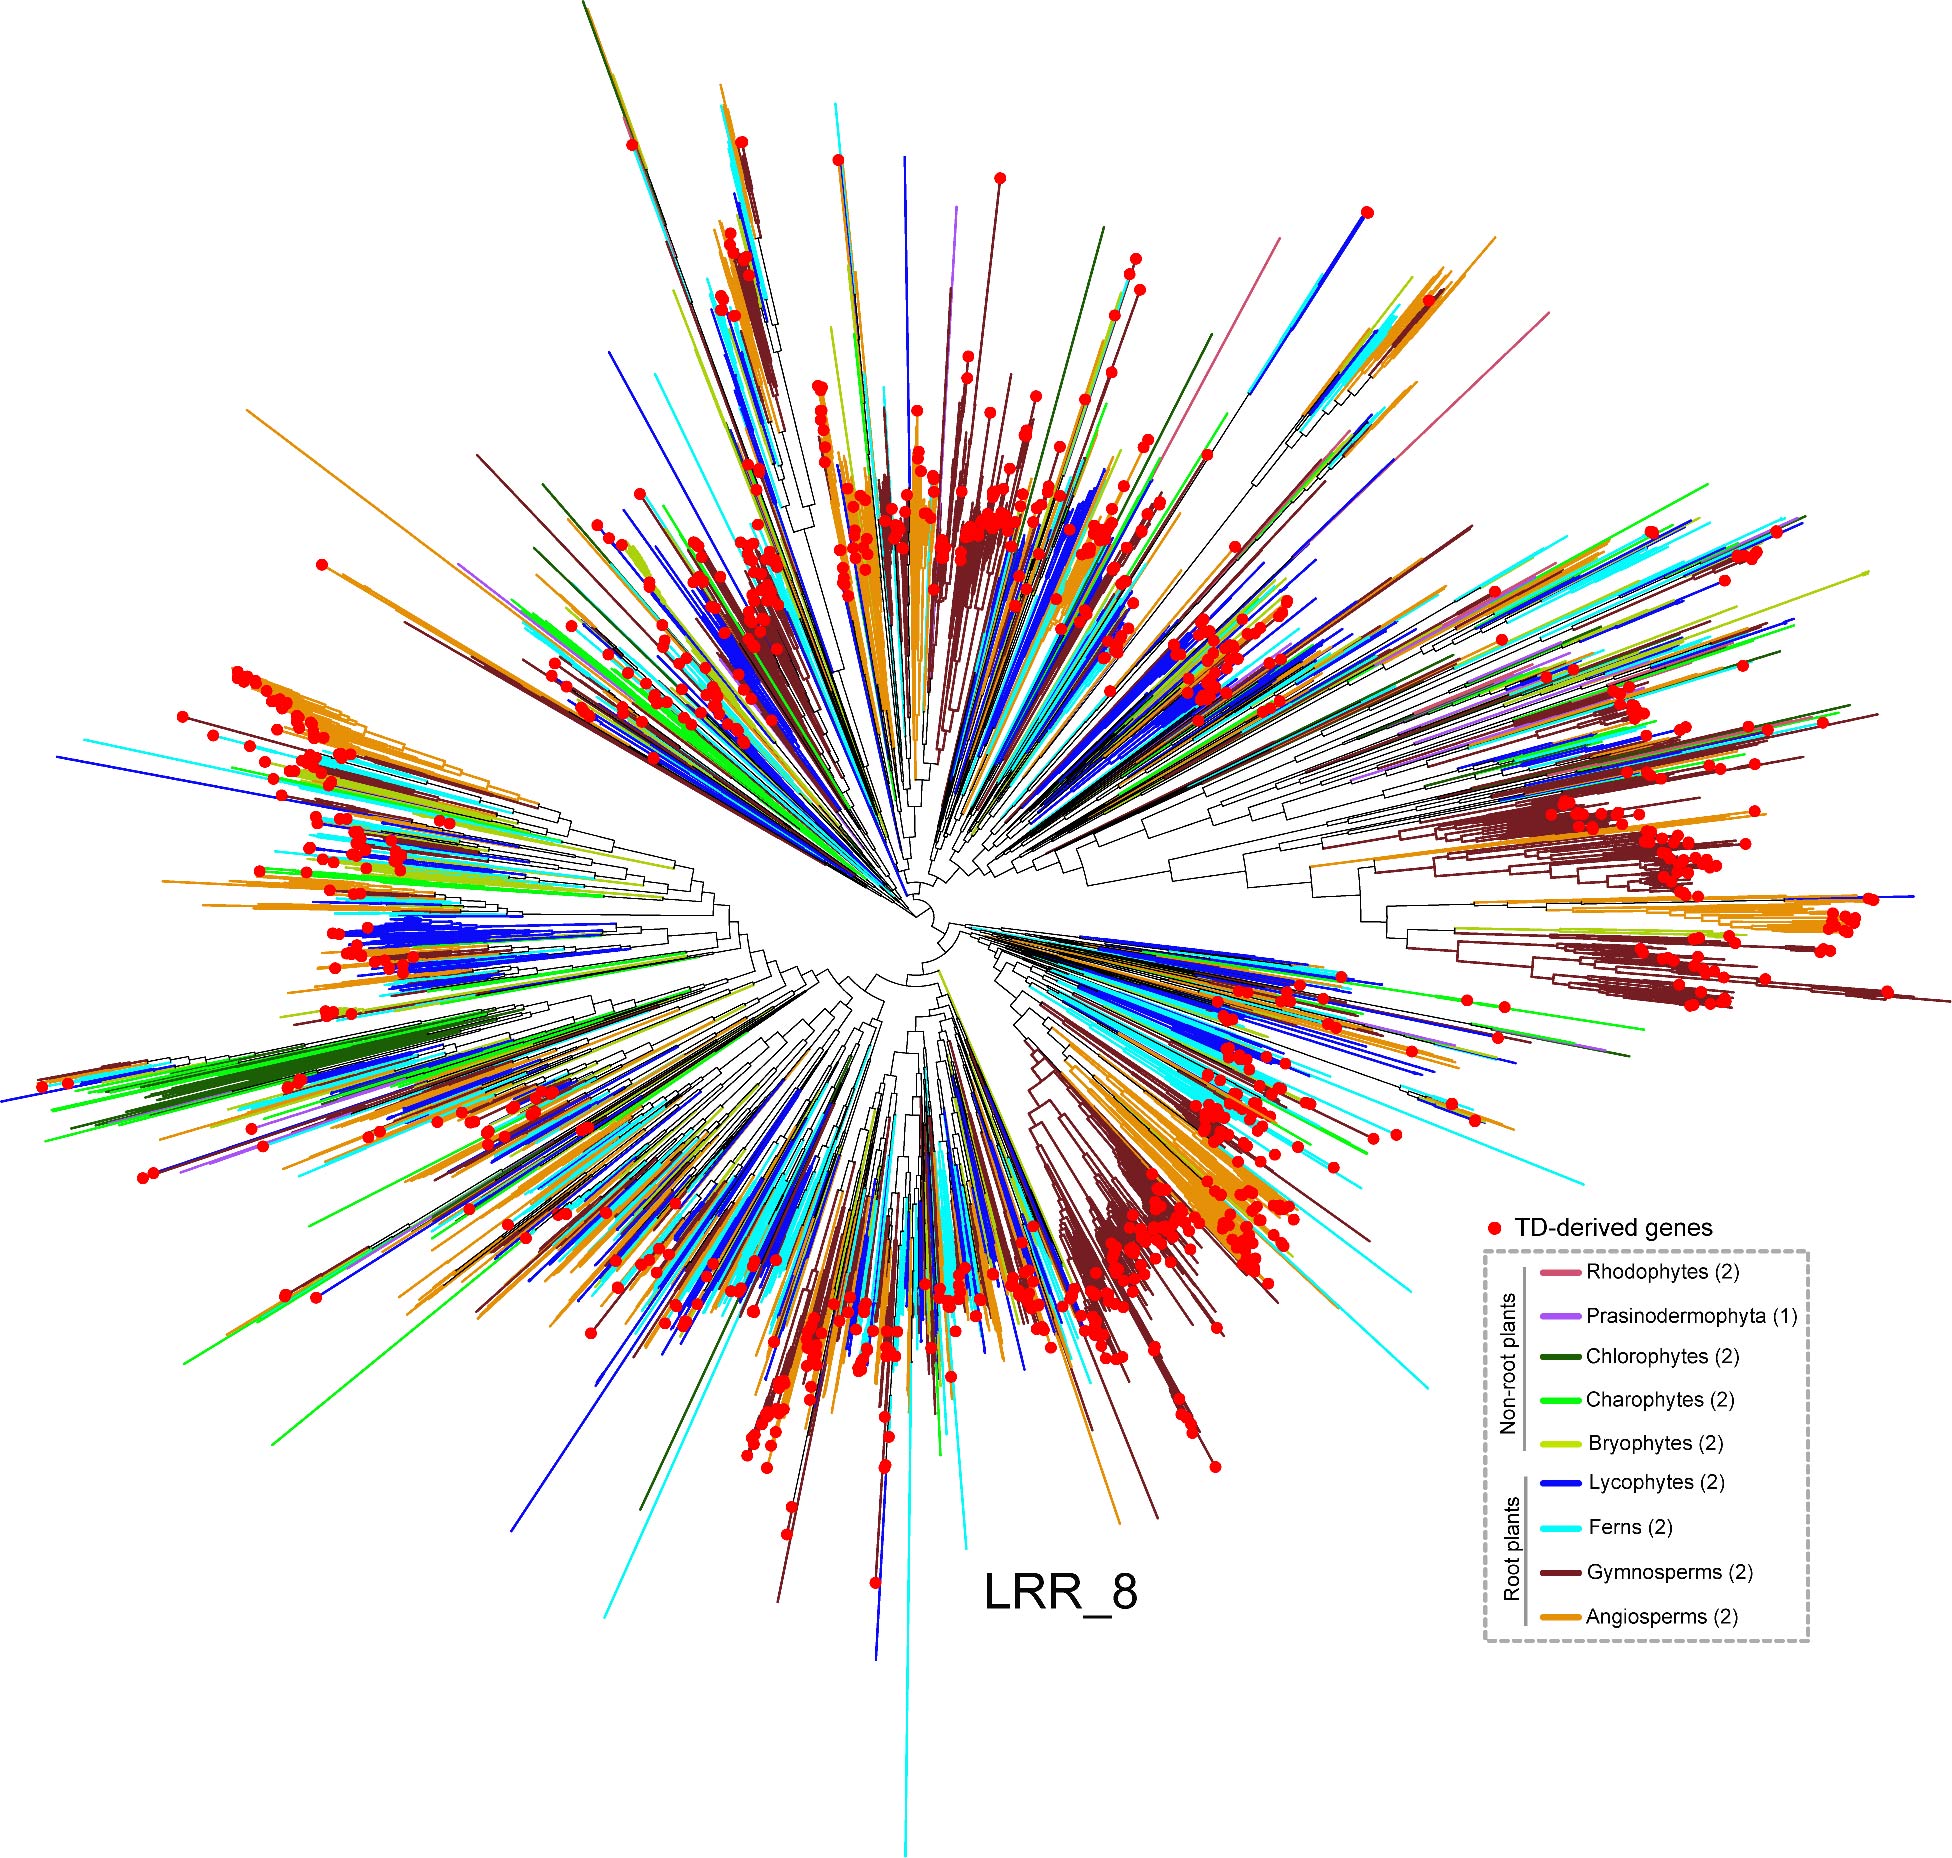 TD-derived genes
Non-root plants
Rhodophytes (2)
Prasinodermophyta (1)
Chlorophytes (2)
Charophytes (2)
Bryophytes (2)
Root plants
Lycophytes (2)
Ferns (2)
Gymnosperms (2)
Angiosperms (2)
LRR_8